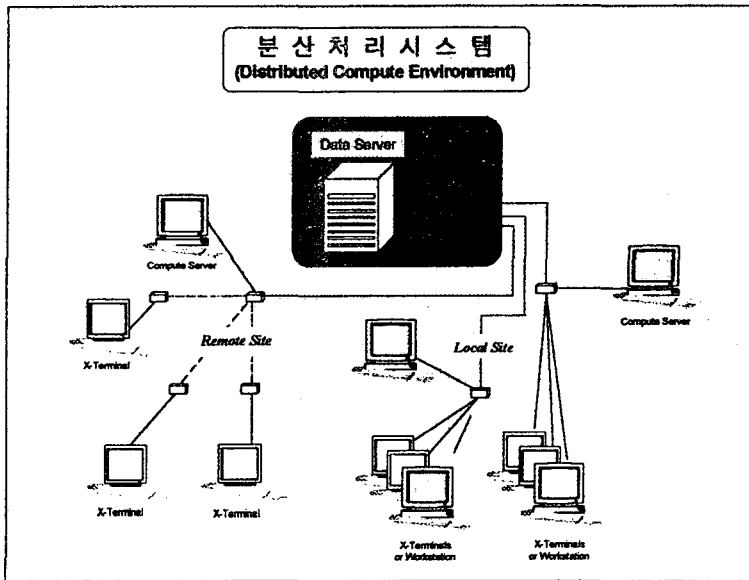 분 산 처 리 시 스 템
(Distributed Compute Environment)
Data Server
Compute Server
X-Terminal
Remote Site
X-Terminal
X-Terminal
Local Site
Compute Server
X-Terminals
or Workstation
X-Terminals
or Workstation